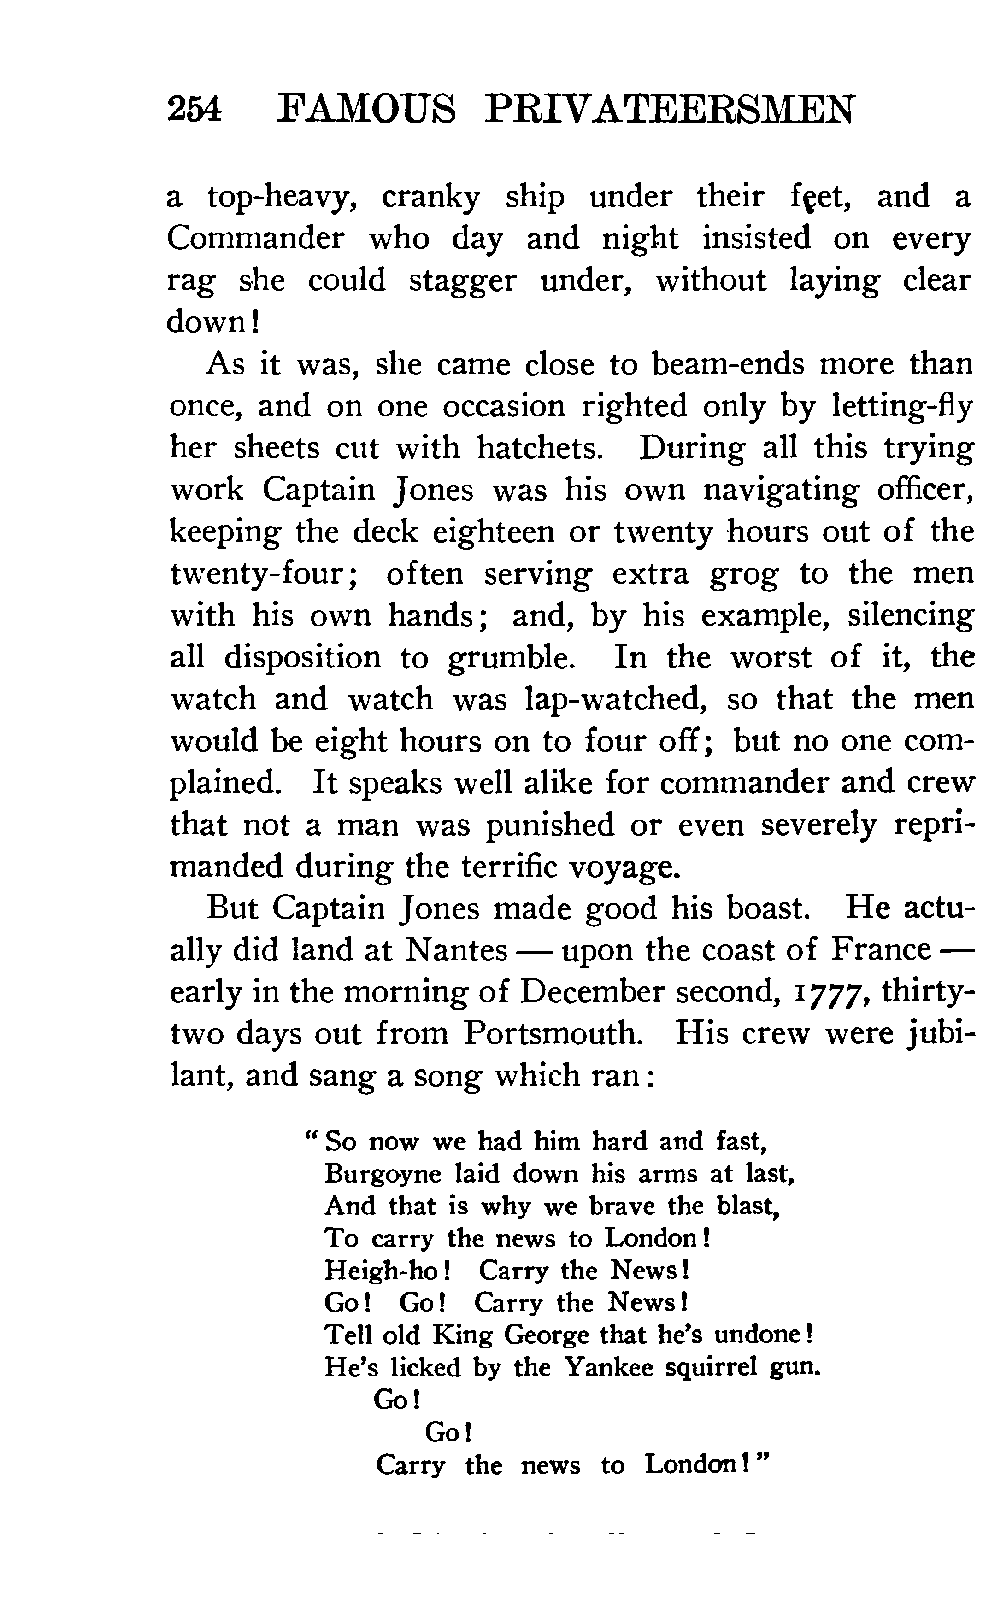 254 FAMOUS PRIVATEERSMEN
a top-heavy, cranky ship under their feet, and a
Commander who day and night insisted on every
rag she could stagger under, without laying clear
down!
As it was, she came close to beam-ends more than
once, and on one occasion righted only by letting-fly
her sheets cut with hatchets. During all this trying
work Captain Jones was his own navigating officer,
keeping the deck eighteen or twenty hours out of the
twenty-four; often serving extra grog to the men
with his own hands; and, by his example, silencing
all disposition to grumble. In the worst of it, the
watch and watch was lap-watched, so that the men
would be eight hours on to four off; but no one com-
plained. It speaks well alike for commander and crew
that not a man was punished or even severely repri-
manded during the terrific voyage.
But Captain Jones made good his boast. He actu-
ally did land at Nantes — upon the coast of France —
early in the morning of December second, 1777, thirty-
two days out from Portsmouth. His crew were jubi-
lant, and sang a song which ran:
"So now we had him hard and fast,
Burgoyne laid down his arms at last,
And that is why we brave the blast,
To carry the news to London!
Heigh-ho! Carry the News!
Go! Go! Carry the News!
Tell old King George that he's undone!
He's licked by the Yankee squirrel gun.
Go!
Go!
Carry the news to London!"